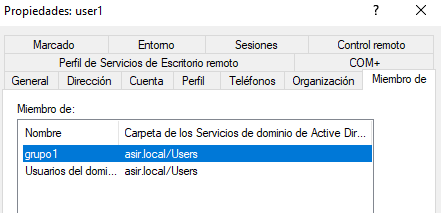 Propiedades: user1 ? ×
Marcado Entorno Sesiones Control remoto
Perfil de Servicios de Escritorio remoto COM+
General Dirección Cuenta Perfil Teléfonos Organización Miembro de
Miembro de:
Nombre Carpeta de los Servicios de dominio de Active Dir...
grupo1 asir.local/Users
Usuarios del domi... asir.local/Users